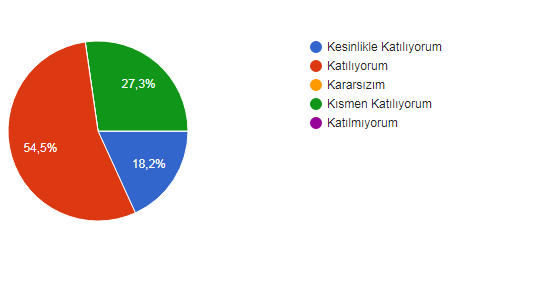 27,3%
54,5%
18,2%
Kesinlikle Katılıyorum
Katılıyorum
Kararsızım
Kısmen Katılıyorum
Katılmıyorum